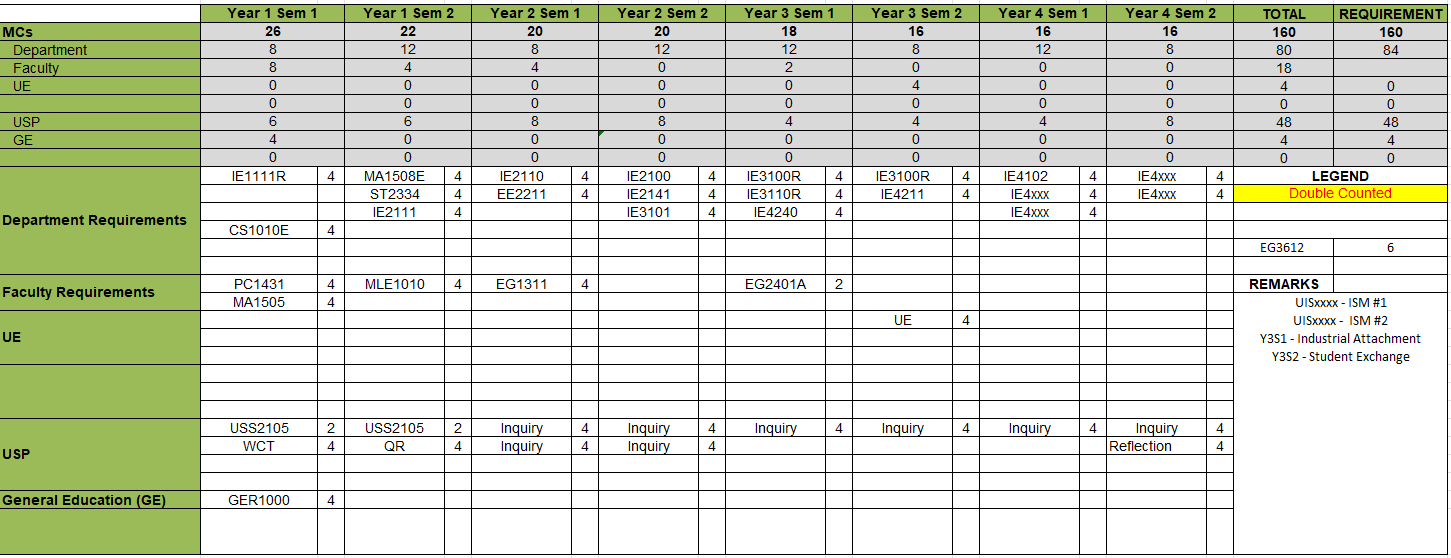 Year 1 Sem 1 Year 1 Sem 2 Year 2 Sem 1 Year 2 Sem 2 Year 3 Sem 1 Year 3 Sem 2 Year 4 Sem 1 Year 4 Sem 2 TOTAL REQUIREMENT
MCs 26 22 20 20 18 16 16 16 160 160
Department 8 12 8 12 12 8 12 8 80 84
Faculty 8 4 4 0 2 0 0 0 18
UE 0 0 0 0 0 4 0 0 4 0
0 0 0 0 0 0 0 0 0 0
USP 6 6 8 8 4 4 4 8 48 48
GE 4 0 0 0 0 0 0 0 4 4
0 0 0 0 0 0 0 0 0 0
IE1111R 4 MA1508E 4 IE2110 4 IE2100 4 IE3100R 4 IE3100R 4 IE4102 4 IE4xxx 4 LEGEND
ST2334 4 EE2211 4 IE2141 4 IE3110R 4 IE4211 4 IE4xxx 4 IE4xxx 4 Double Counted
Department Requirements IE2111 4 IE3101 4 IE4240 4 IE4xxx 4
CS1010E 4
EG3612 6
Faculty Requirements PC1431 4 MLE1010 4 EG1311 4 EG2401A 2 REMARKS
MA1505 4 UISxxxx - ISM #1
UE UE 4 UISxxxx - ISM #2
Y3S1 - Industrial Attachment
Y3S2 - Student Exchange
USP USS2105 2 USS2105 2 Inquiry 4 Inquiry 4 Inquiry 4 Inquiry 4 Inquiry 4 Inquiry 4
WCT 4 QR 4 Inquiry 4 Inquiry 4 Reflection 4
General Education (GE) GER1000 4